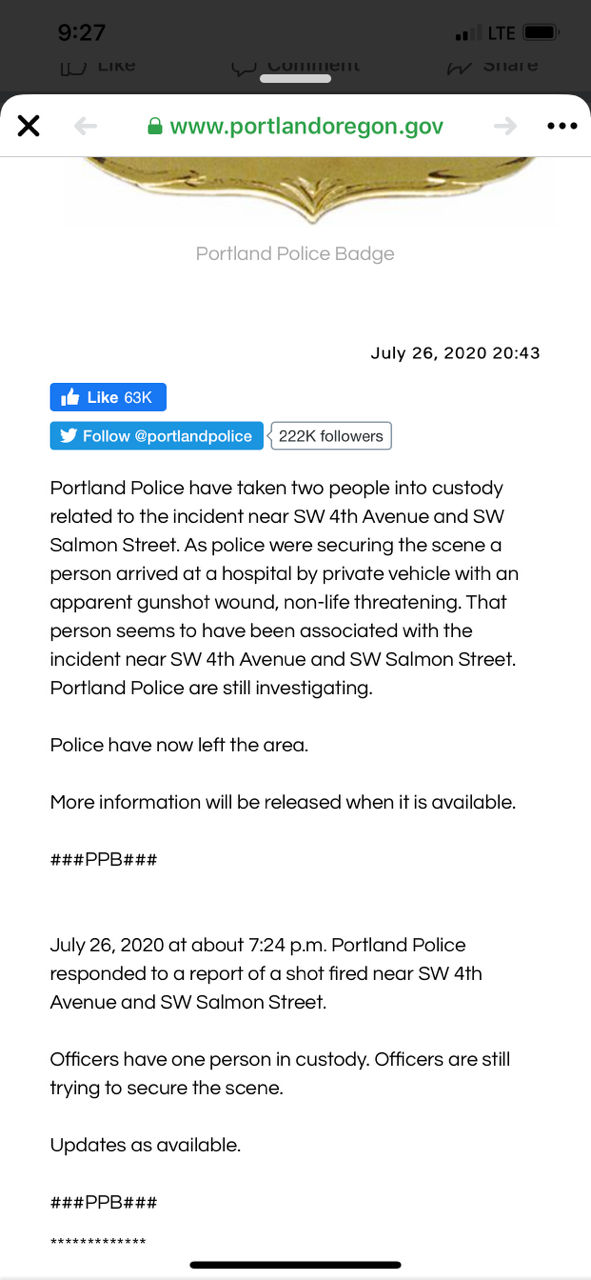 9:27
LTE
Like
Comment
Share
www.portlandoregon.gov
Portland Police Badge
July 26, 2020 20:43
Like 63K
Follow @portlandpolice
222K followers
Portland Police have taken two people into custody
related to the incident near SW 4th Avenue and SW
Salmon Street. As police were securing the scene a
person arrived at a hospital by private vehicle with an
apparent gunshot wound, non-life threatening. That
person seems to have been associated with the
incident near SW 4th Avenue and SW Salmon Street.
Portland Police are still investigating.
Police have now left the area.
More information will be released when it is available.
###PPB###
July 26, 2020 at about 7:24 p.m. Portland Police
responded to a report of a shot fired near SW 4th
Avenue and SW Salmon Street.
Officers have one person in custody. Officers are still
trying to secure the scene.
Updates as available.
###PPB###
*************